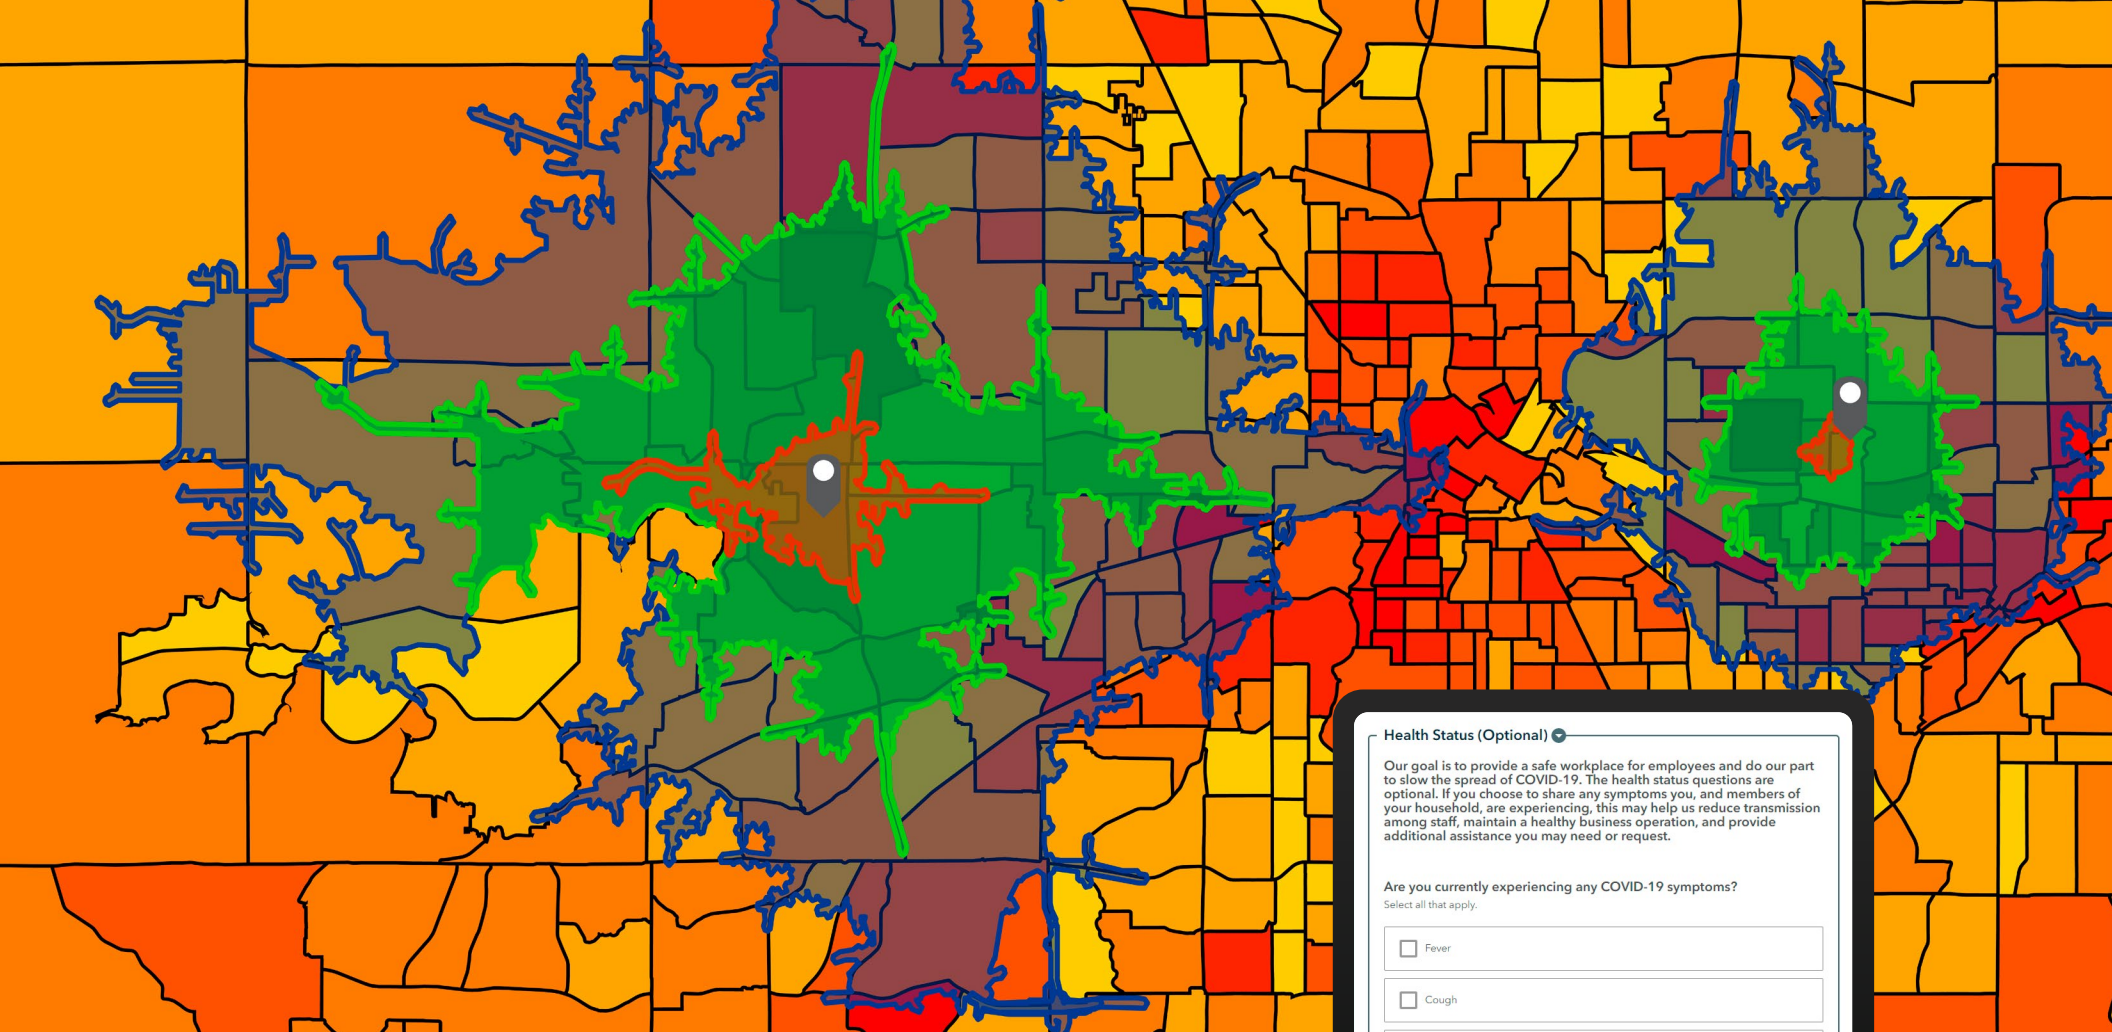 Health Status (Optional)
Our goal is to provide a safe workplace for employees and do our part
to slow the spread of COVID-19. The health status questions are
optional. If you choose to share any symptoms you, and members of
your household, are experiencing, this may help us reduce transmission
among staff, maintain a healthy business operation, and provide
additional assistance you may need or request.
Are you currently experiencing any COVID-19 symptoms?
Select all that apply.
Fever
Cough